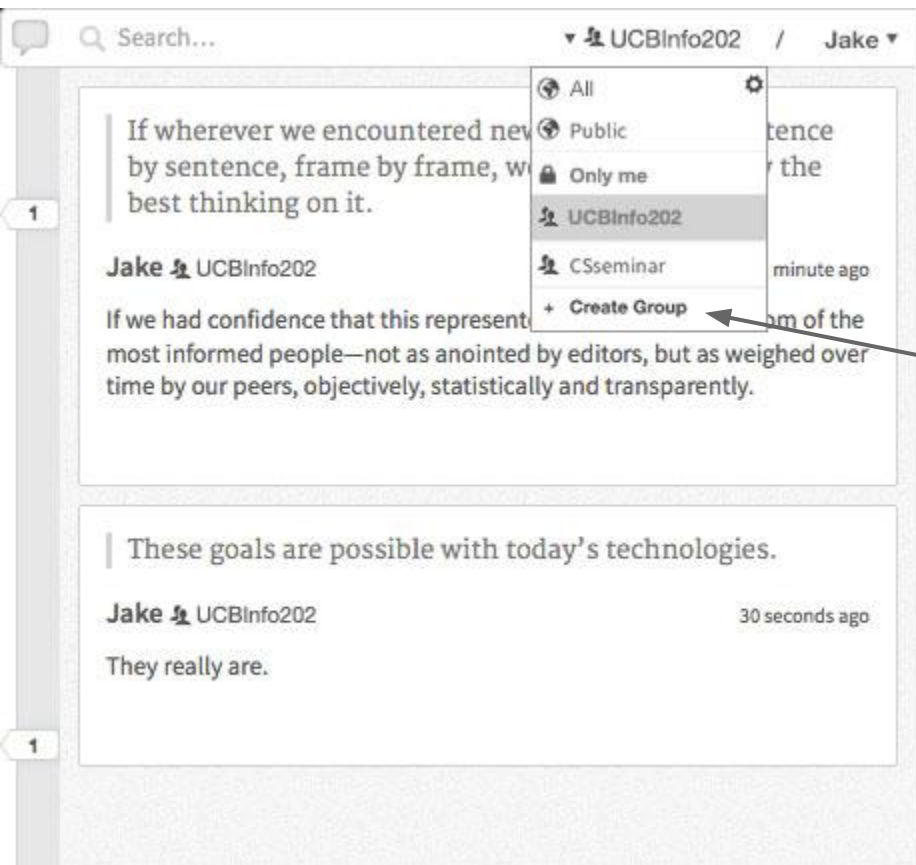 Search...
UCBInfo202 / Jake
All
Public
Only me
UCBInfo202
CSseminar
+ Create Group
If wherever we encountered tence
by sentence, frame by frame, the
best thinking on it.
1
Jake UCBInfo202 minute ago
If we had confidence that this of the
most informed people—not as anointed by editors, but as weighed over
time by our peers, objectively, statistically and transparently.
These goals are possible with today’s technologies.
Jake UCBInfo202 30 seconds ago
They really are.
1